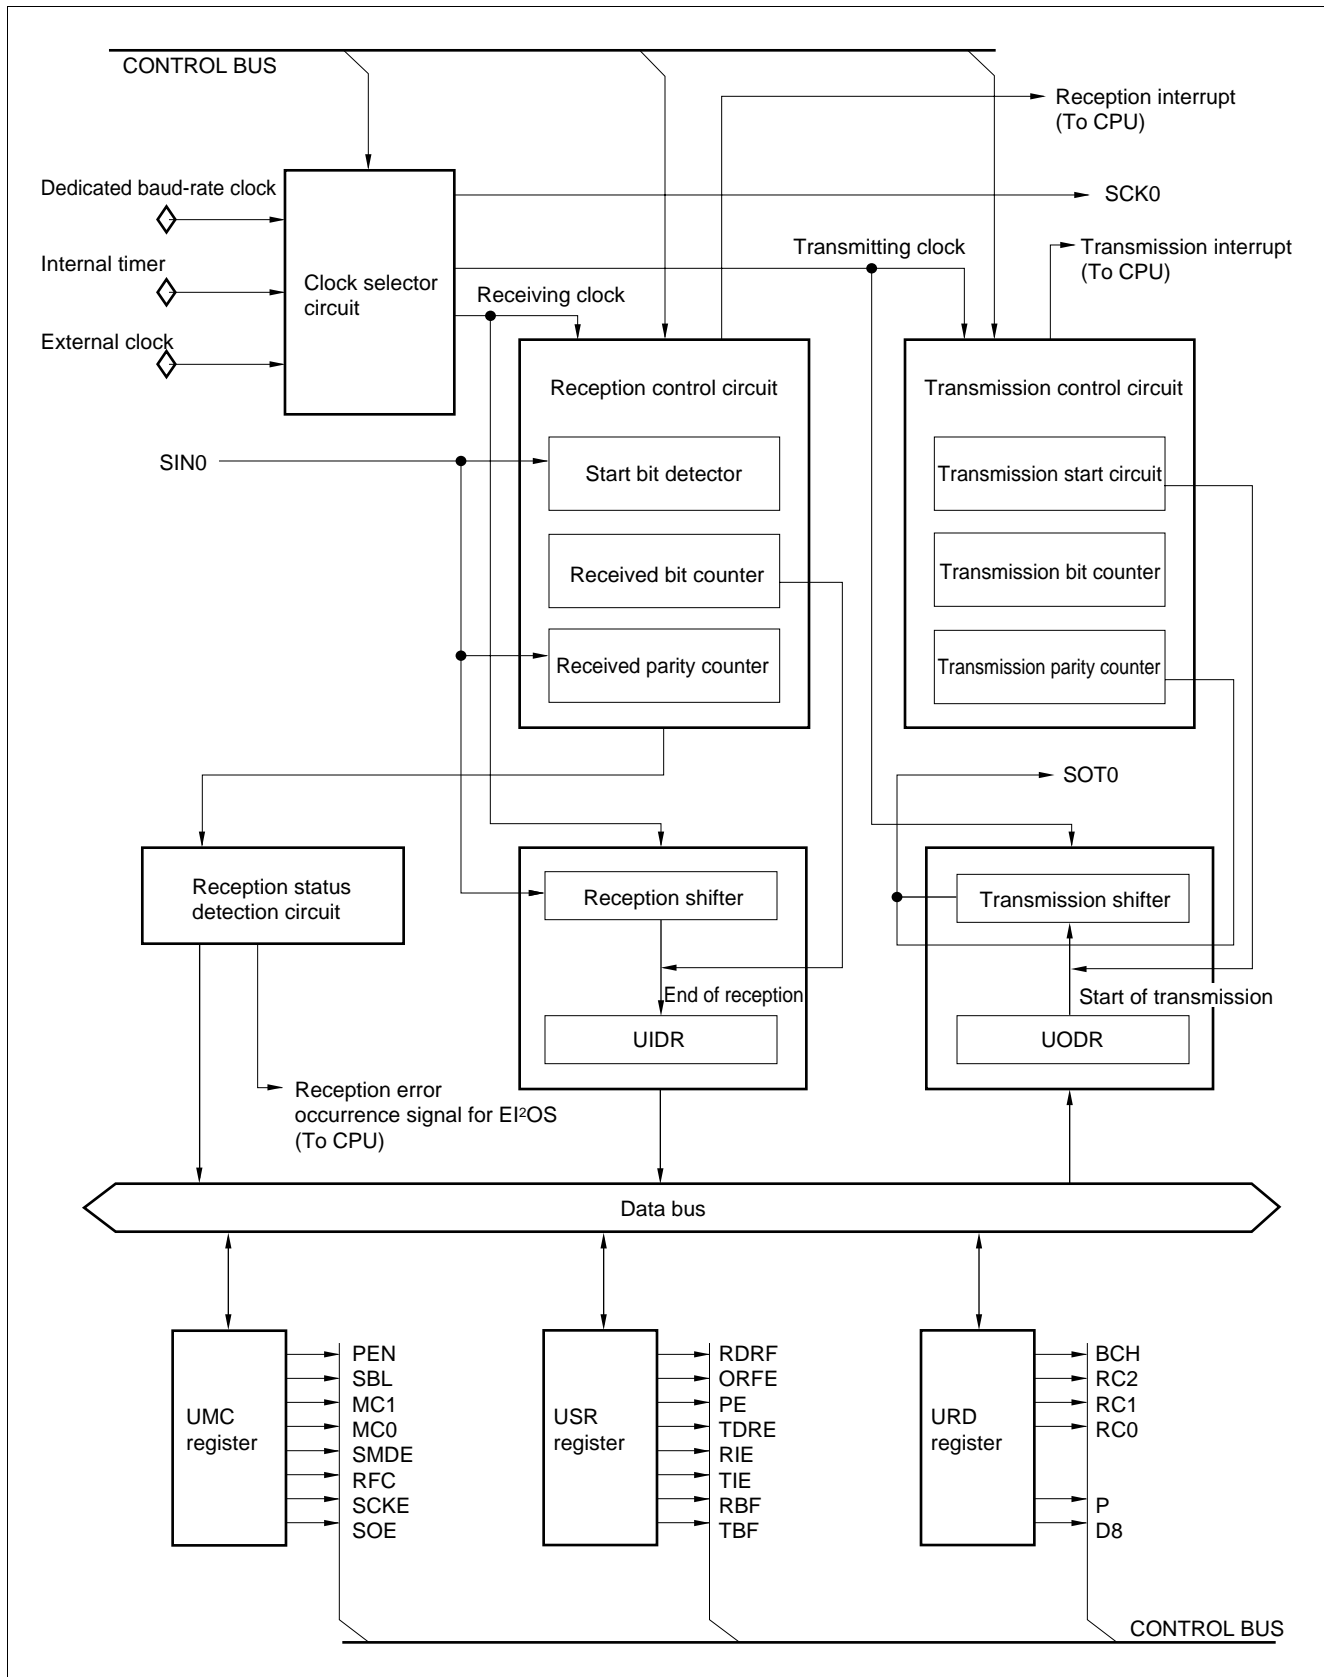 CONTROL BUS
Reception interrupt
(To CPU)
Dedicated baud-rate clock
SCK0
Transmitting clock
Transmission interrupt
(To CPU)
Internal timer
Clock selector
circuit
Receiving clock
External clock
Reception control circuit
Transmission control circuit
SIN0
Start bit detector
Transmission start circuit
Received bit counter
Transmission bit counter
Received parity counter
Transmission parity counter
SOT0
Reception status
detection circuit
Reception shifter
Transmission shifter
End of reception
Start of transmission
UIDR
UODR
Reception error
occurrence signal for EI²OS
(To CPU)
Data bus
UMC
register
PEN
SBL
MC1
MC0
SMDE
RFC
SCKE
SOE
USR
register
RDRF
ORFE
PE
TDRE
RIE
TIE
RBF
TBF
URD
register
BCH
RC2
RC1
RC0
P
D8
CONTROL BUS